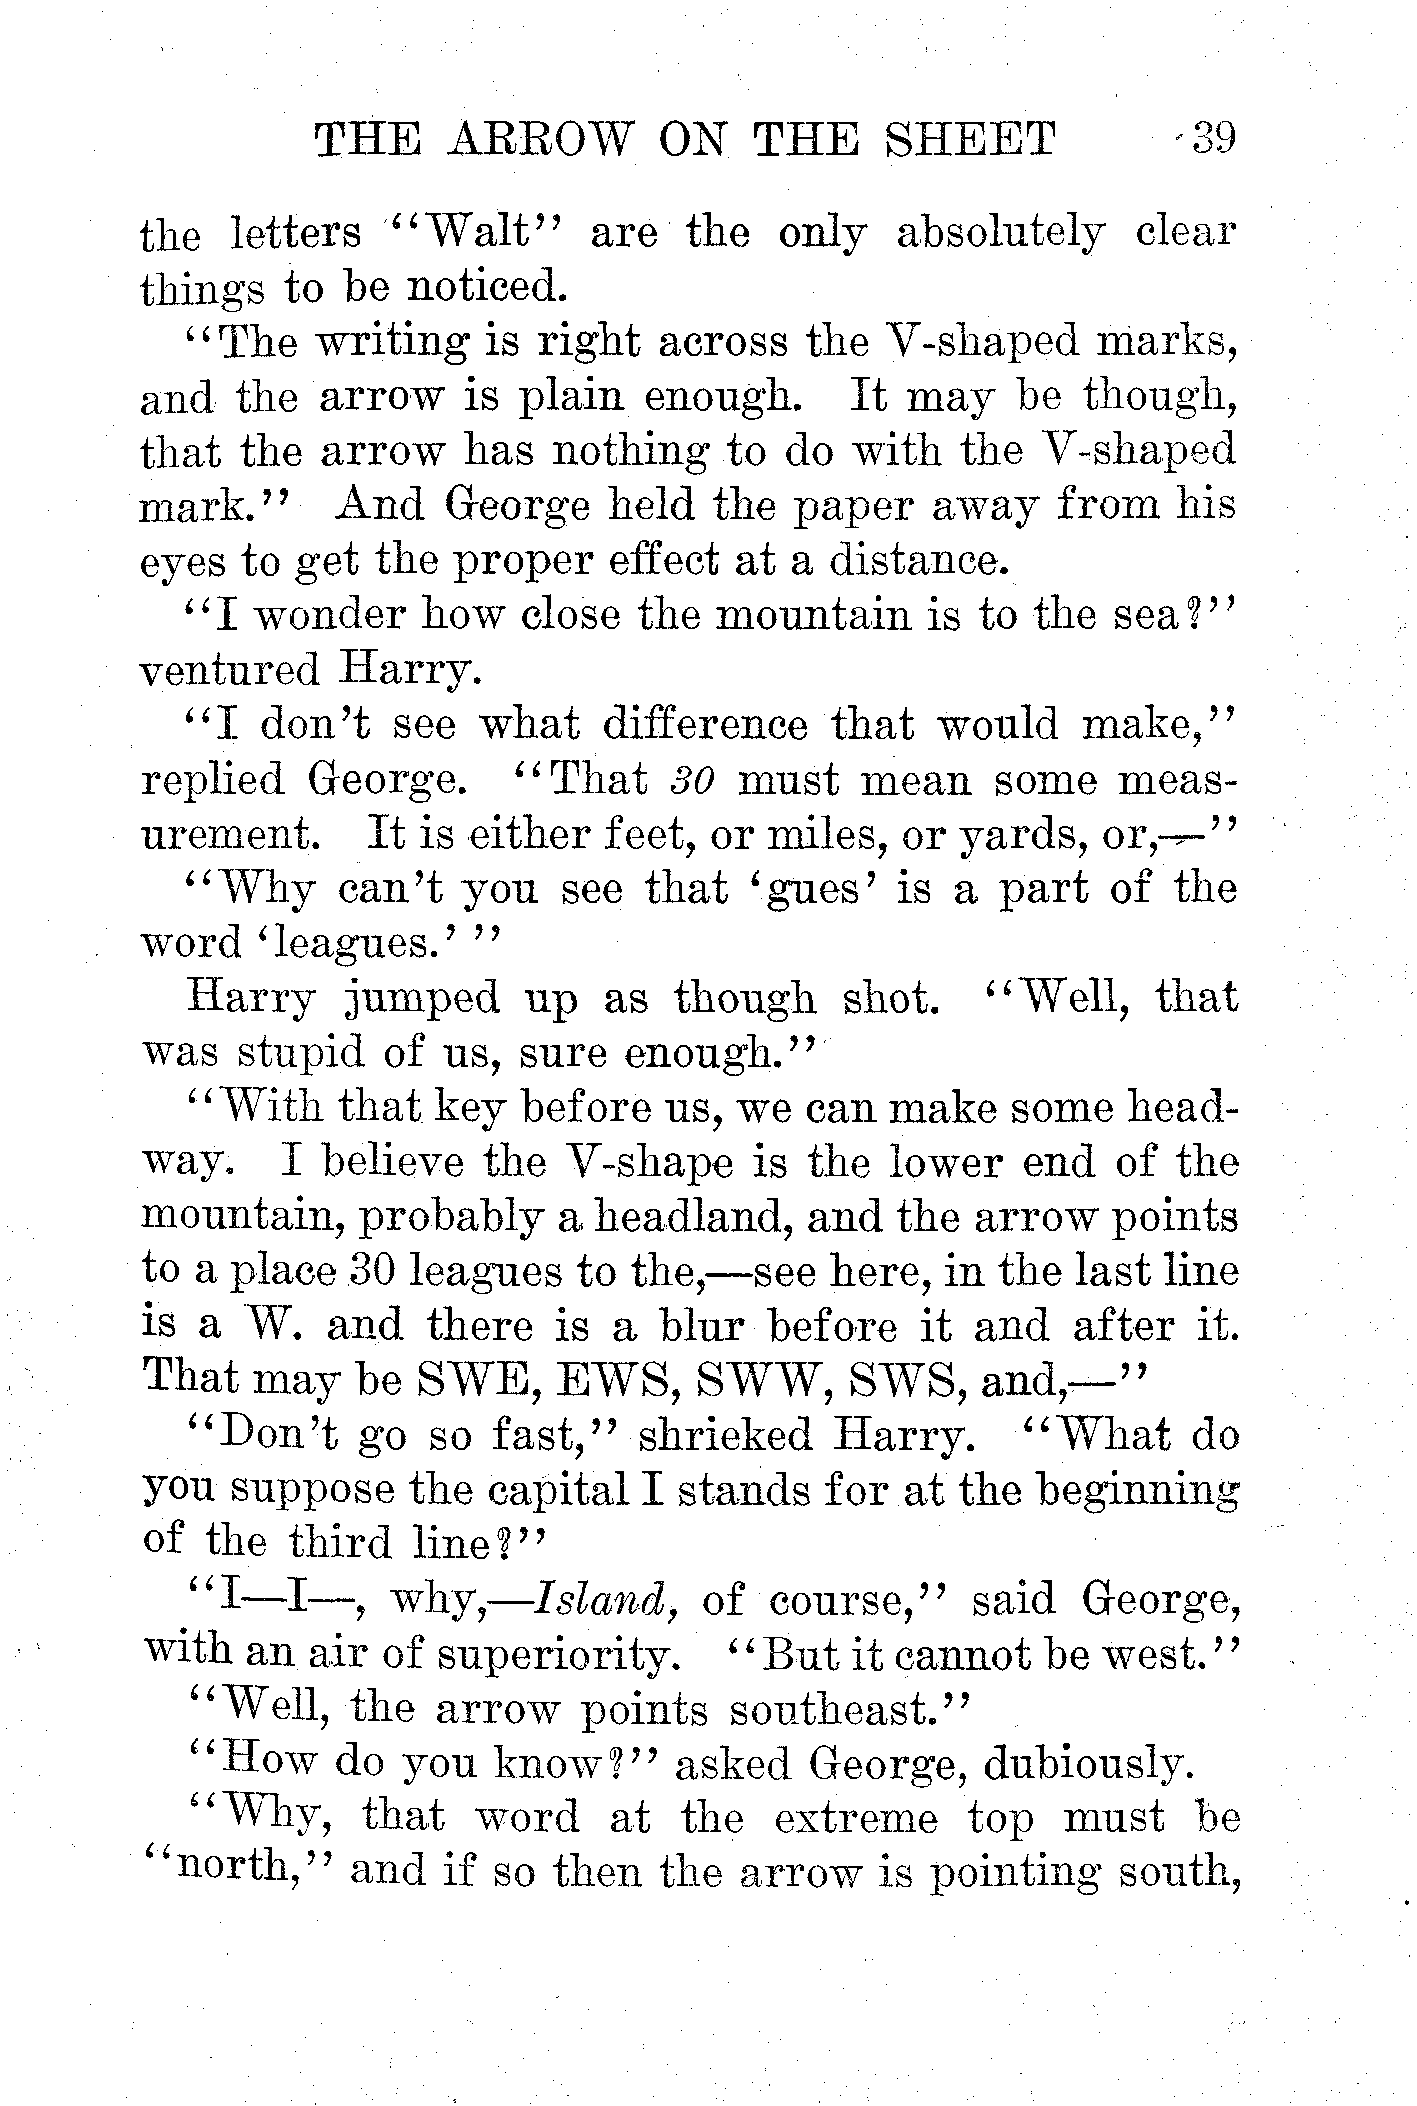 THE ARROW ON THE SHEET 39
the letters "Walt" are the only absolutely clear
things to be noticed.
"The writing is right across the V-shaped marks,
and the arrow is plain enough. It may be though,
that the arrow has nothing to do with the V-shaped
mark." And George held the paper away from his
eyes to get the proper effect at a distance.
"I wonder how close the mountain is to the sea?"
ventured Harry.
"I don't see what difference that would make,"
replied George. "That 30 must mean some meas-
urement. It is either feet, or miles, or yards, or,—"
"Why can't you see that 'gues' is a part of the
word 'leagues.' "
Harry jumped up as though shot. "Well, that
was stupid of us, sure enough."
"With that key before us, we can make some head-
way. I believe the V-shape is the lower end of the
mountain, probably a headland, and the arrow points
to a place 30 leagues to the,—see here, in the last line
is a W. and there is a blur before it and after it.
That may be SWE, EWS, SWW, SWS, and,—"
"Don't go so fast," shrieked Harry. "What do
you suppose the capital I stands for at the beginning
of the third line?"
"I—I—, why,—Island, of course," said George,
with an air of superiority. "But it cannot be west."
"Well, the arrow points southeast."
"How do you know?" asked George, dubiously.
"Why, that word at the extreme top must be
"north," and if so then the arrow is pointing south,